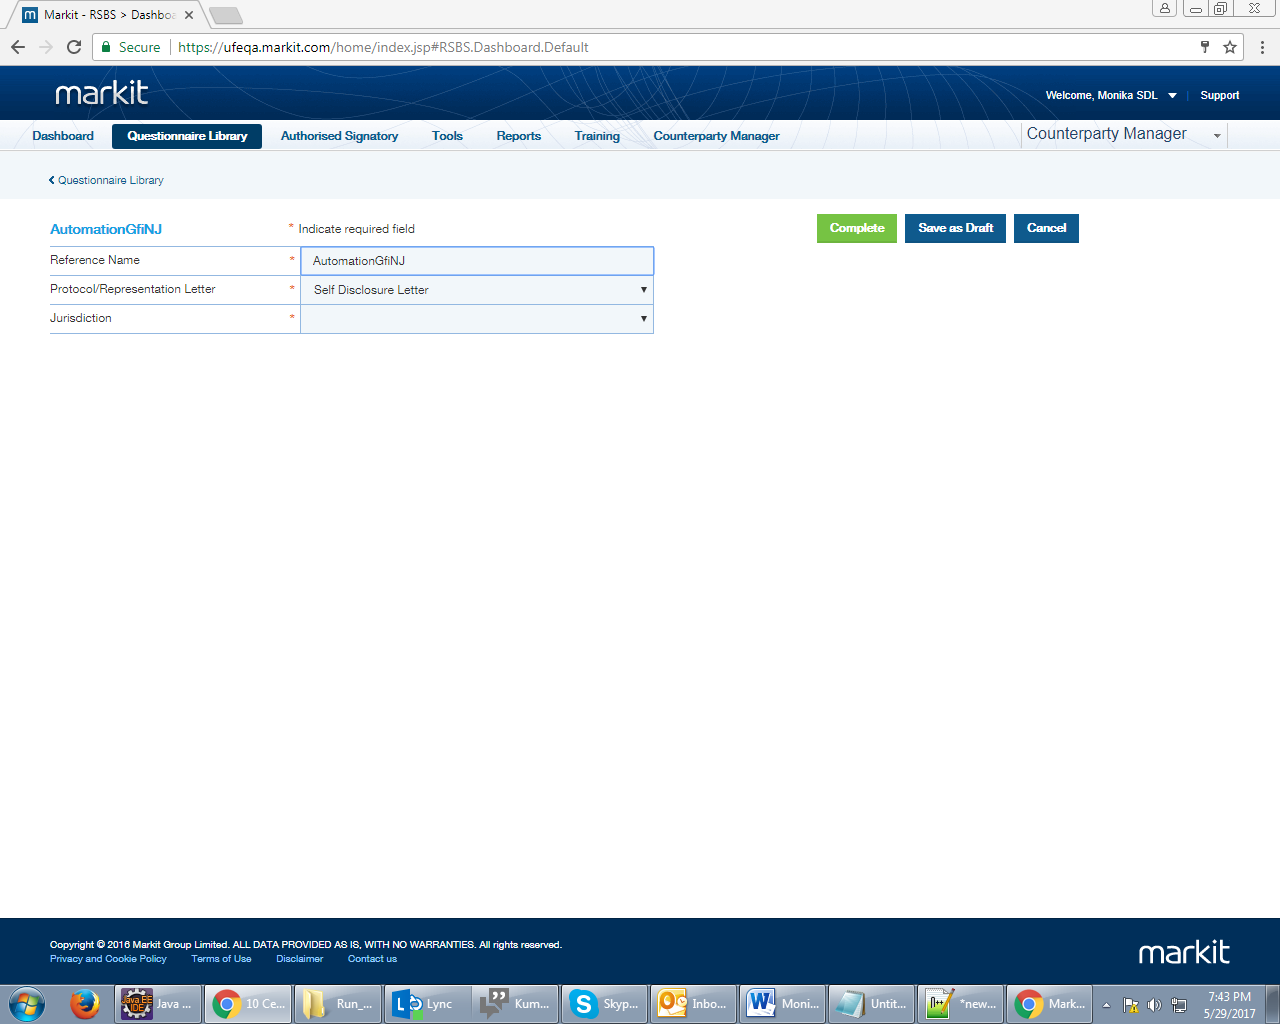 Markit - RSBS > Dashbo
Secure https://ufeqa.markit.com/home/index.jsp#RSBS.Dashboard.Default
markit
Welcome, Monika SDL Support
Dashboard Questionnaire Library Authorised Signatory Tools Reports Training Counterparty Manager Counterparty Manager
Questionnaire Library
AutomationGfiNJ * Indicate required field Complete Save as Draft Cancel
Reference Name * AutomationGfiNJ
Protocol/Representation Letter * Self Disclosure Letter
Jurisdiction *
Copyright © 2016 Markit Group Limited. ALL DATA PROVIDED AS IS, WITH NO WARRANTIES. All rights reserved.
Privacy and Cookie Policy Terms of Use Disclaimer Contact us
markit
Java EE IDE Java ... 10 Ce... Run_... Lync Kum... Skyp... Inbo... Moni... Untit... *new... Mark... 7:43 PM
5/29/2017